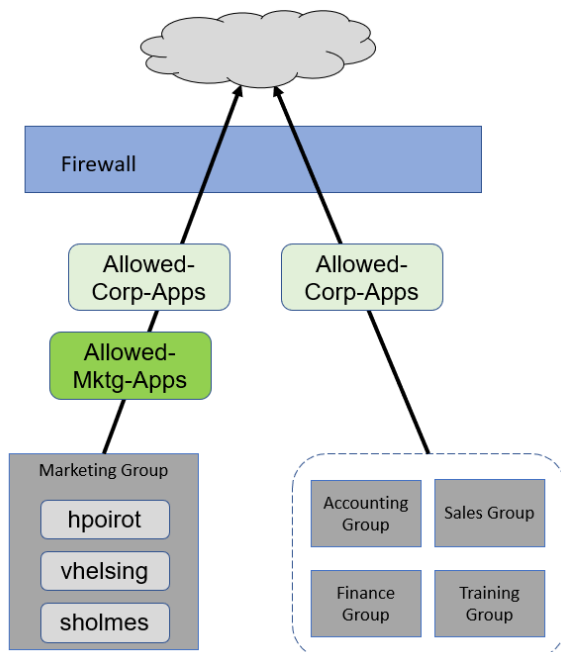 Firewall
Allowed-
Corp-Apps
Allowed-
Corp-Apps
Allowed-
Mktg-Apps
Marketing Group
hpoirot
vhelsing
sholmes
Accounting
Group
Sales Group
Finance
Group
Training
Group